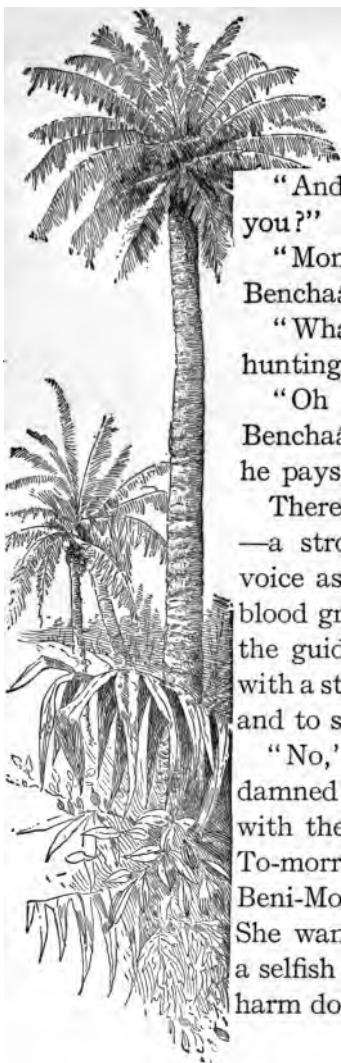 "And
you?"
"Mon
Benchaâ
"Wha
hunting
"Oh
Benchaâ
he pays
There
—a stro
voice as
blood gr
the guid
with a st
and to s
"No,'
damned
with the
To-morr
Beni-Mo
She wan
a selfish
harm do